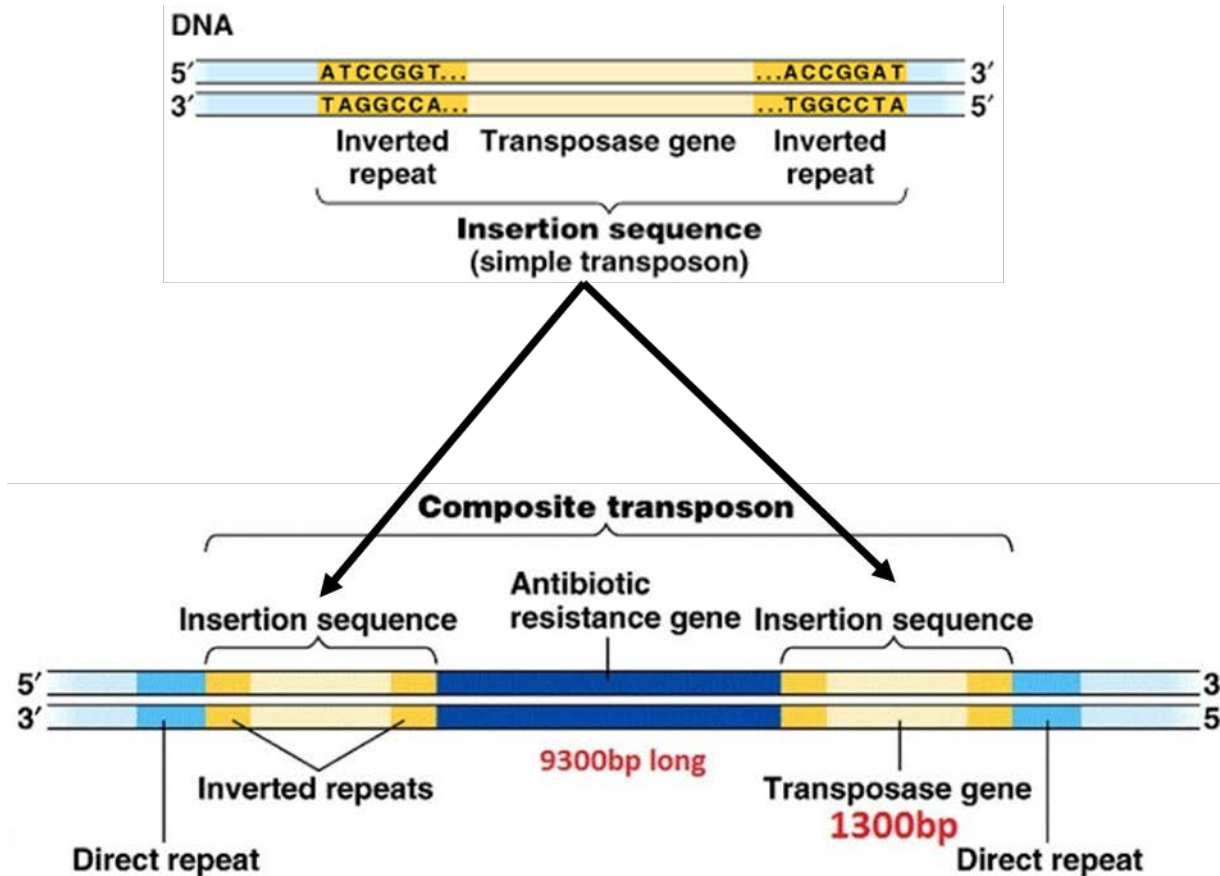 DNA
5′ ATCCGGT... ...ACCGGAT 3′
3′ TAGGCCA... ...TGGCCTA 5′
Inverted repeat
Transposase gene
Inverted repeat
Insertion sequence
(simple transposon)
Composite transposon
Antibiotic
resistance gene
Insertion sequence
Insertion sequence
5′ 3
3′ 5
9300bp long
Inverted repeats
Transposase gene
1300bp
Direct repeat
Direct repeat